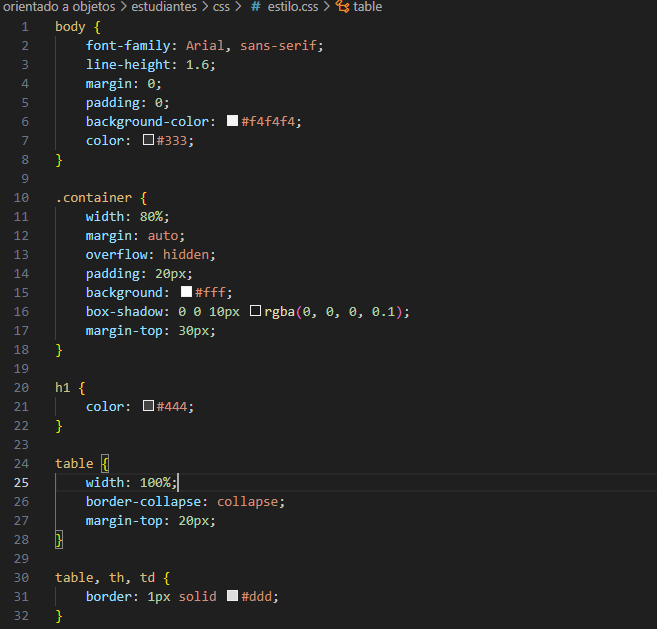 orientado a objetos > estudiantes > css > # estilo.css > table
1 body {
2     font-family: Arial, sans-serif;
3     line-height: 1.6;
4     margin: 0;
5     padding: 0;
6     background-color: #f4f4f4;
7     color: #333;
8 }
9
10 .container {
11     width: 80%;
12     margin: auto;
13     overflow: hidden;
14     padding: 20px;
15     background: #fff;
16     box-shadow: 0 0 10px rgba(0, 0, 0, 0.1);
17     margin-top: 30px;
18 }
19
20 h1 {
21     color: #444;
22 }
23
24 table {
25     width: 100%;
26     border-collapse: collapse;
27     margin-top: 20px;
28 }
29
30 table, th, td {
31     border: 1px solid #ddd;
32 }